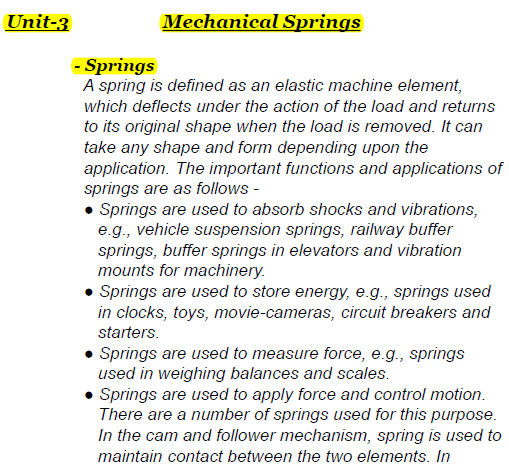 Unit-3 Mechanical Springs
- Springs
A spring is defined as an elastic machine element,
which deflects under the action of the load and returns
to its original shape when the load is removed. It can
take any shape and form depending upon the
application. The important functions and applications of
springs are as follows -
● Springs are used to absorb shocks and vibrations,
e.g., vehicle suspension springs, railway buffer
springs, buffer springs in elevators and vibration
mounts for machinery.
● Springs are used to store energy, e.g., springs used
in clocks, toys, movie-cameras, circuit breakers and
starters.
● Springs are used to measure force, e.g., springs
used in weighing balances and scales.
● Springs are used to apply force and control motion.
There are a number of springs used for this purpose.
In the cam and follower mechanism, spring is used to
maintain contact between the two elements. In